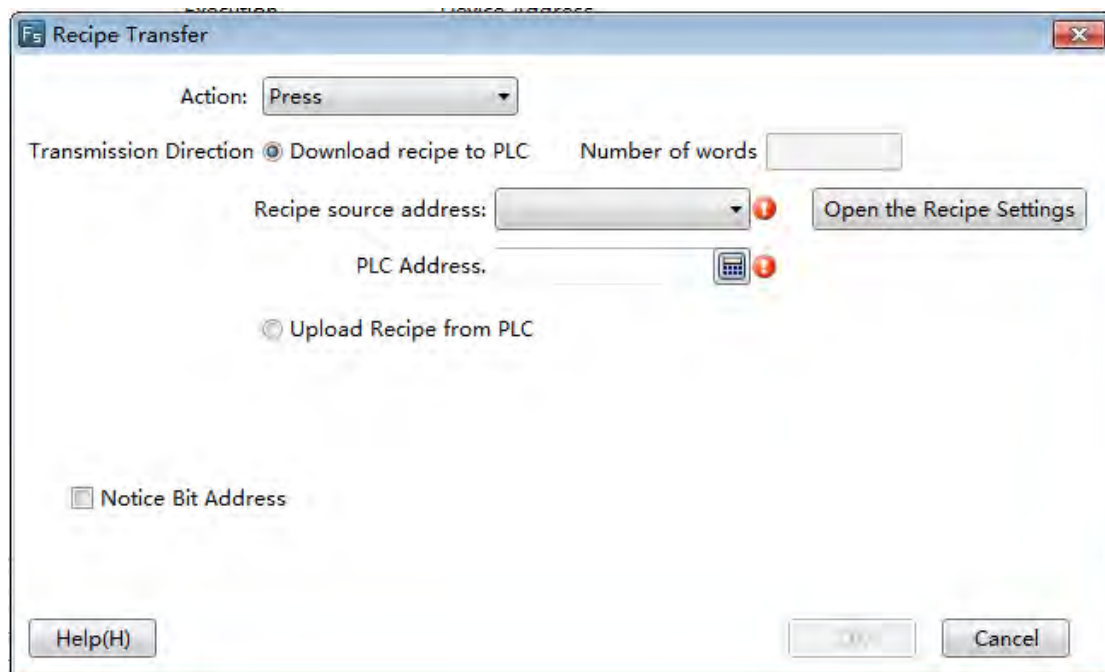 Fs Recipe Transfer
Action: Press
Transmission Direction Download recipe to PLC Number of words
Recipe source address: Open the Recipe Settings
PLC Address.
Upload Recipe from PLC
Notice Bit Address
Help(H) Cancel